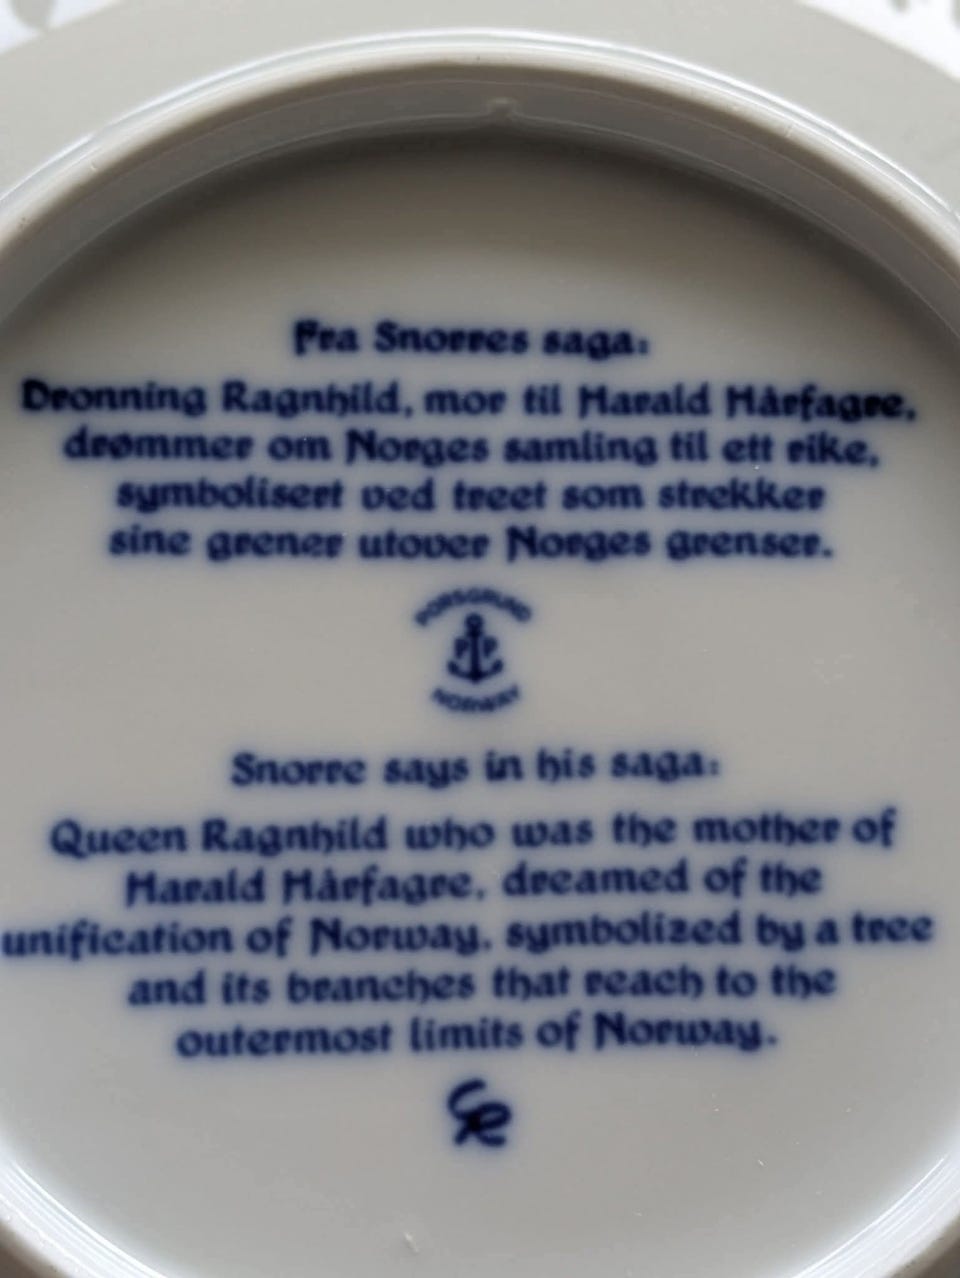 Fra Snorres saga:
Dronning Ragnhild, mor til Harald Hårfagre,
drømmer om Norges samling til ett rike,
symbolisert ved treet som strekker
sine grener utover Norges grenser.
PORSGRUND
P P
NORWAY
Snorre says in his saga:
Queen Ragnhild who was the mother of
Harald Hårfagre, dreamed of the
unification of Norway, symbolized by a tree
and its branches that reach to the
outermost limits of Norway.